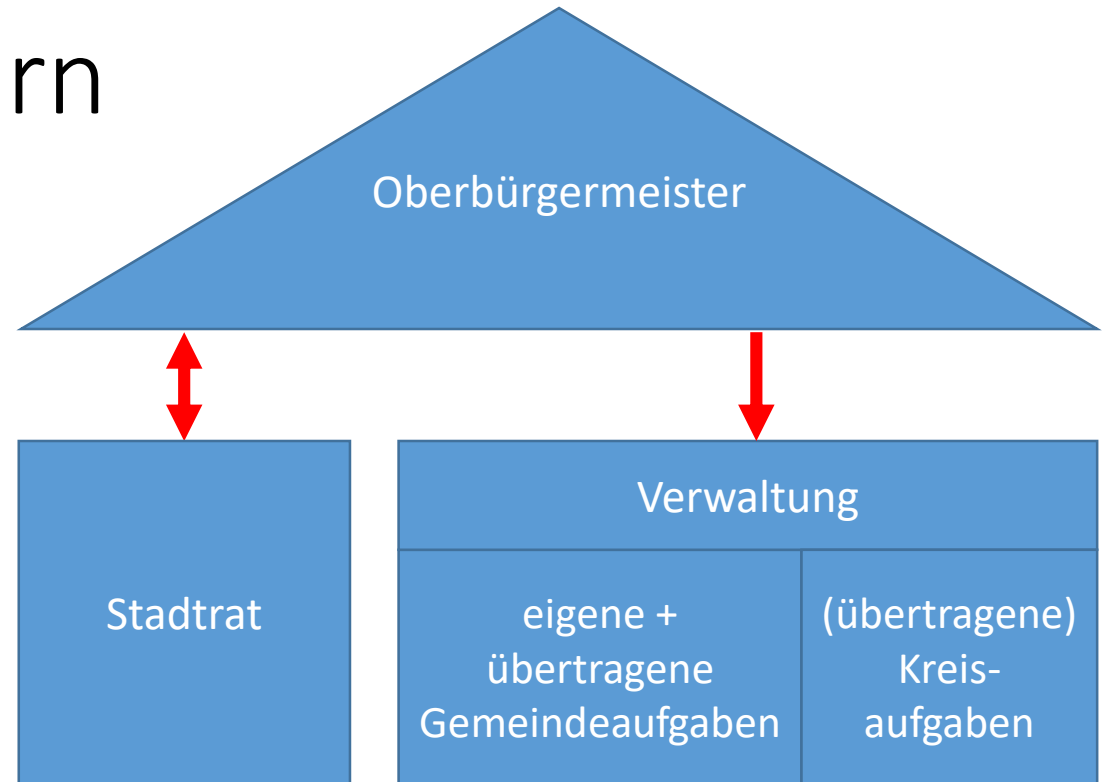 rn
Oberbürgermeister
Verwaltung
Stadtrat
eigene +
übertragene
Gemeindeaufgaben
(übertragene)
Kreis-
aufgaben